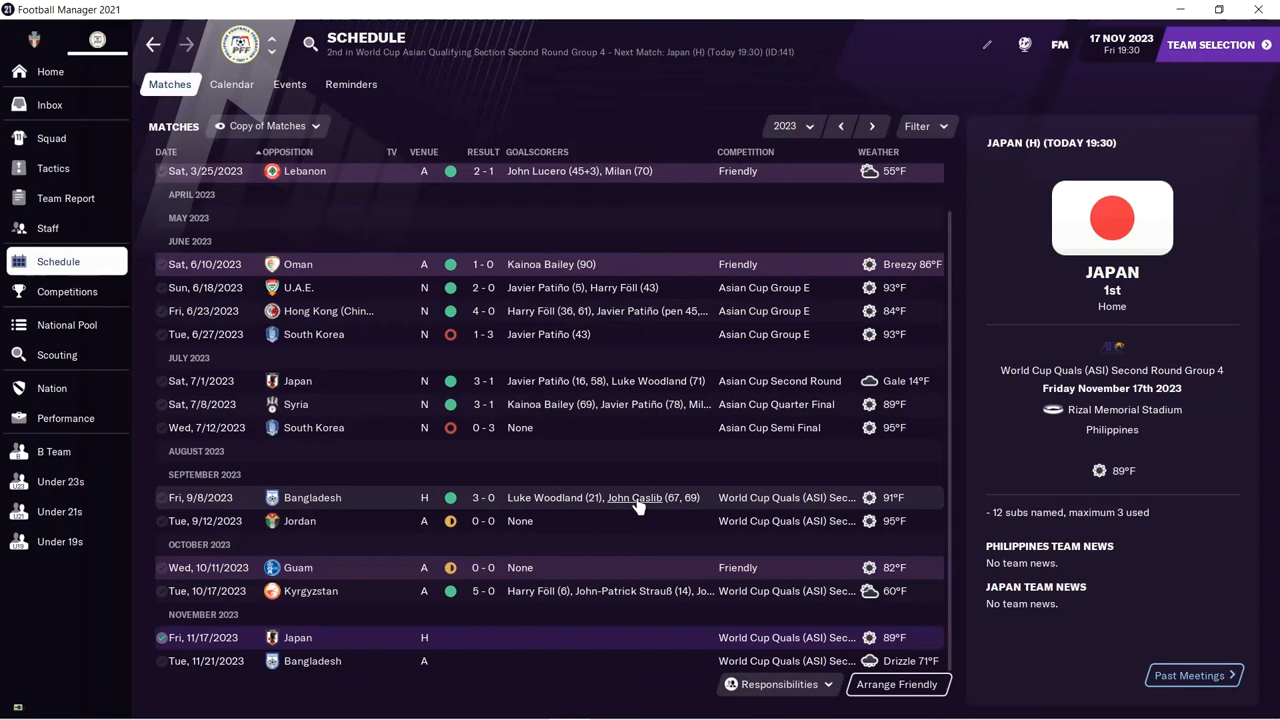 21 Football Manager 2021
SCHEDULE
2nd in World Cup Asian Qualifying Section Second Round Group 4 - Next Match: Japan (H) (Today 19:30) (ID:141)
FM
17 NOV 2023
Fri 19:30
TEAM SELECTION
Home
Inbox
Squad
Tactics
Team Report
Staff
Schedule
Competitions
National Pool
Scouting
Nation
Performance
B Team
Under 23s
Under 21s
Under 19s
PFF
Matches Calendar Events Reminders
MATCHES Copy of Matches 2023 Filter
DATE OPPOSITION TV VENUE RESULT GOALSCORERS COMPETITION WEATHER
Sat, 3/25/2023 Lebanon A 2 - 1 John Lucero (45+3), Milan (70) Friendly 55°F
APRIL 2023
MAY 2023
JUNE 2023
Sat, 6/10/2023 Oman A 1 - 0 Kainoa Bailey (90) Friendly Breezy 86°F
Sun, 6/18/2023 U.A.E. N 2 - 0 Javier Patiño (5), Harry Föll (43) Asian Cup Group E 93°F
Fri, 6/23/2023 Hong Kong (Chin... N 4 - 0 Harry Föll (36, 61), Javier Patiño (pen 45,... Asian Cup Group E 84°F
Tue, 6/27/2023 South Korea N 1 - 3 Javier Patiño (43) Asian Cup Group E 93°F
JULY 2023
Sat, 7/1/2023 Japan N 3 - 1 Javier Patiño (16, 58), Luke Woodland (71) Asian Cup Second Round Gale 14°F
Sat, 7/8/2023 Syria N 3 - 1 Kainoa Bailey (69), Javier Patiño (78), Mil... Asian Cup Quarter Final 89°F
Wed, 7/12/2023 South Korea N 0 - 3 None Asian Cup Semi Final 95°F
AUGUST 2023
SEPTEMBER 2023
Fri, 9/8/2023 Bangladesh H 3 - 0 Luke Woodland (21), John Gaslib (67, 69) World Cup Quals (ASI) Sec... 91°F
Tue, 9/12/2023 Jordan A 0 - 0 None World Cup Quals (ASI) Sec... 95°F
OCTOBER 2023
Wed, 10/11/2023 Guam A 0 - 0 None Friendly 82°F
Tue, 10/17/2023 Kyrgyzstan A 5 - 0 Harry Föll (6), John-Patrick Strauß (14), Jo... World Cup Quals (ASI) Sec... 60°F
NOVEMBER 2023
Fri, 11/17/2023 Japan H World Cup Quals (ASI) Sec... 89°F
Tue, 11/21/2023 Bangladesh A World Cup Quals (ASI) Sec... Drizzle 71°F
Responsibilities Arrange Friendly
JAPAN (H) (TODAY 19:30)
JAPAN
1st
Home
World Cup Quals (ASI) Second Round Group 4
Friday November 17th 2023
Rizal Memorial Stadium
Philippines
89°F
- 12 subs named, maximum 3 used
PHILIPPINES TEAM NEWS
No team news.
JAPAN TEAM NEWS
No team news.
Past Meetings